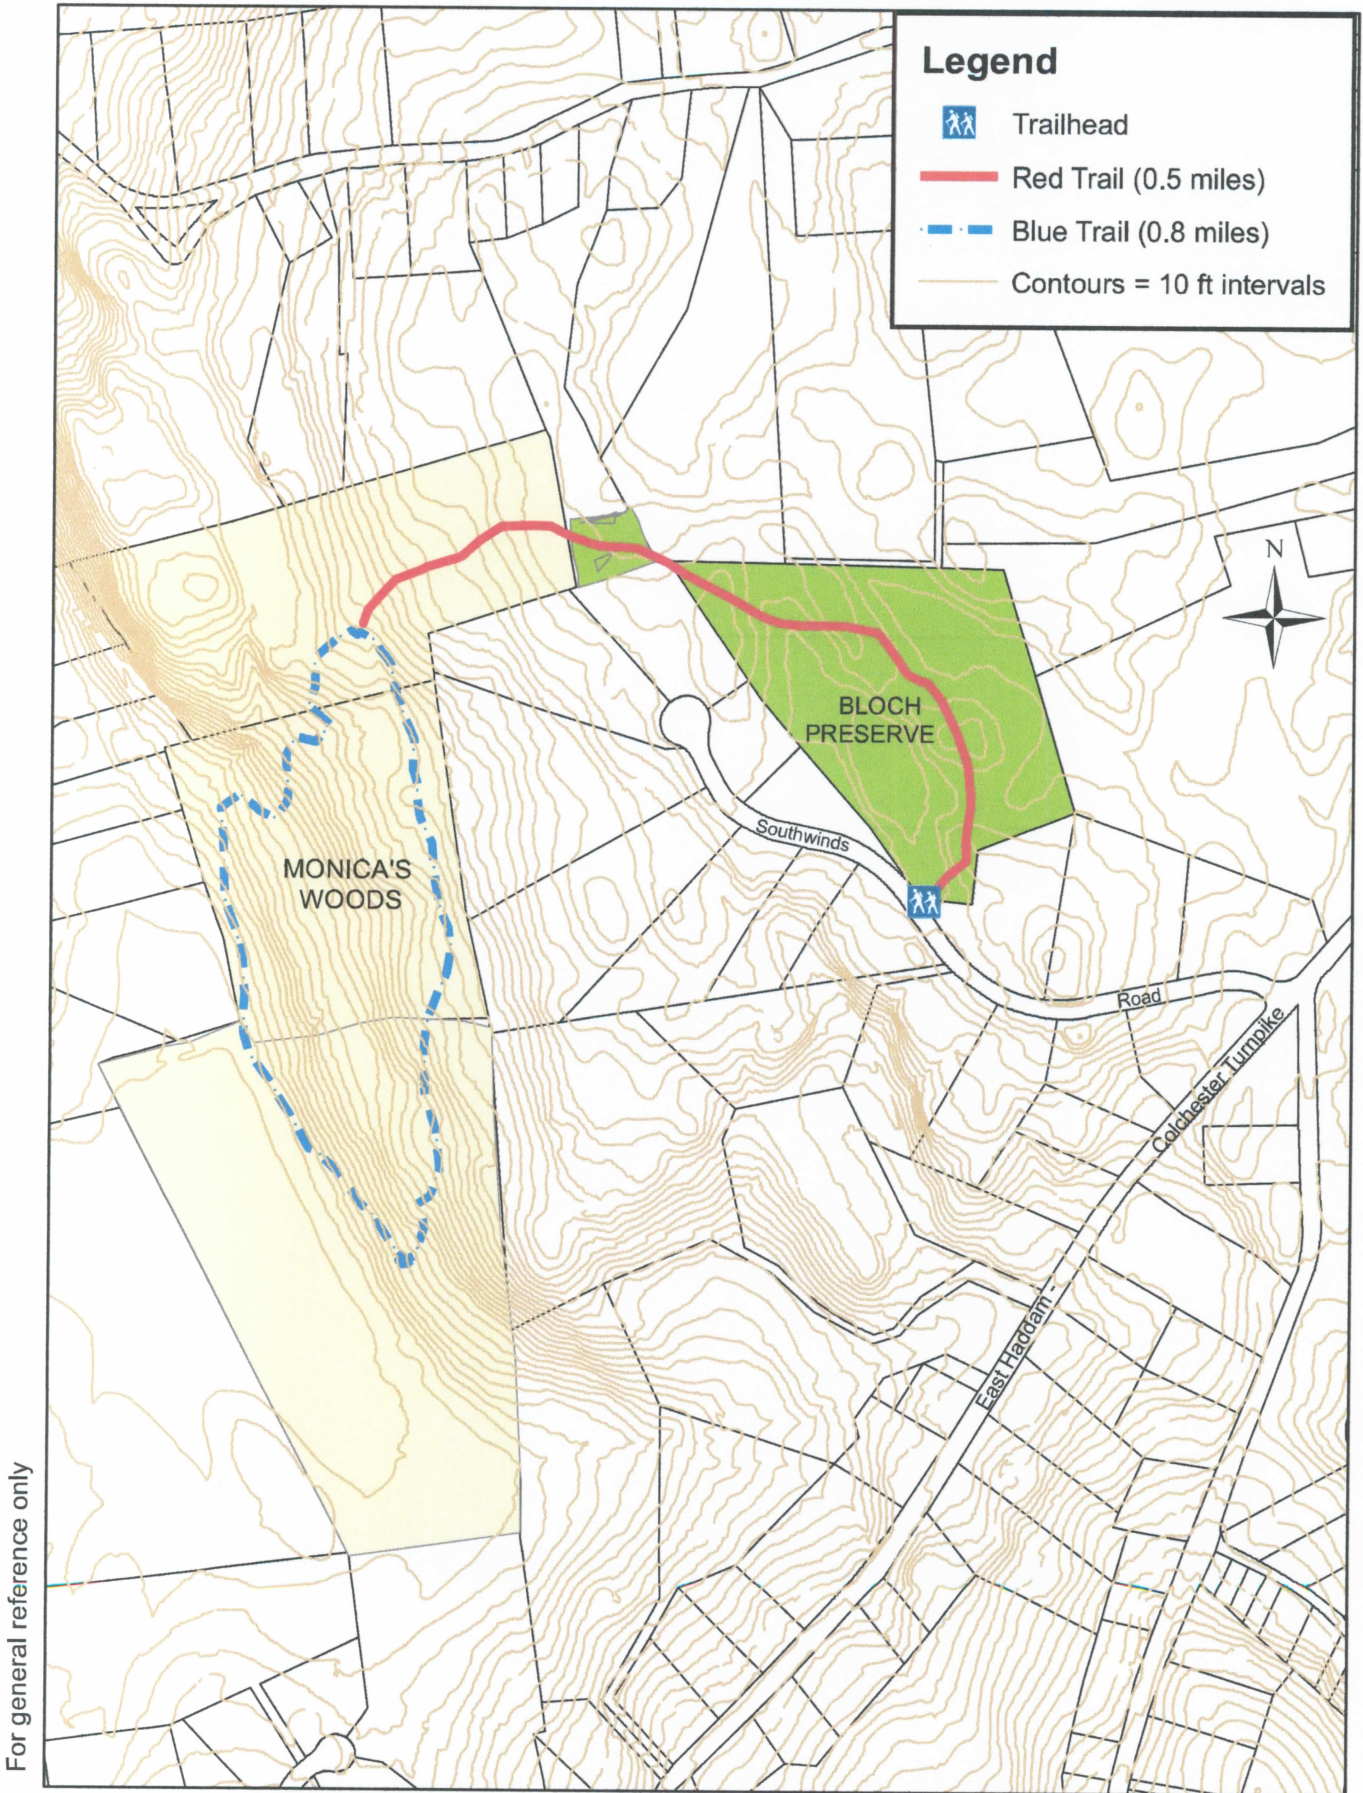 Legend
Trailhead
Red Trail (0.5 miles)
Blue Trail (0.8 miles)
Contours = 10 ft intervals
N
BLOCH
PRESERVE
Southwinds
MONICA'S
WOODS
Road
Colchester Turnpike
East Haddam -
For general reference only